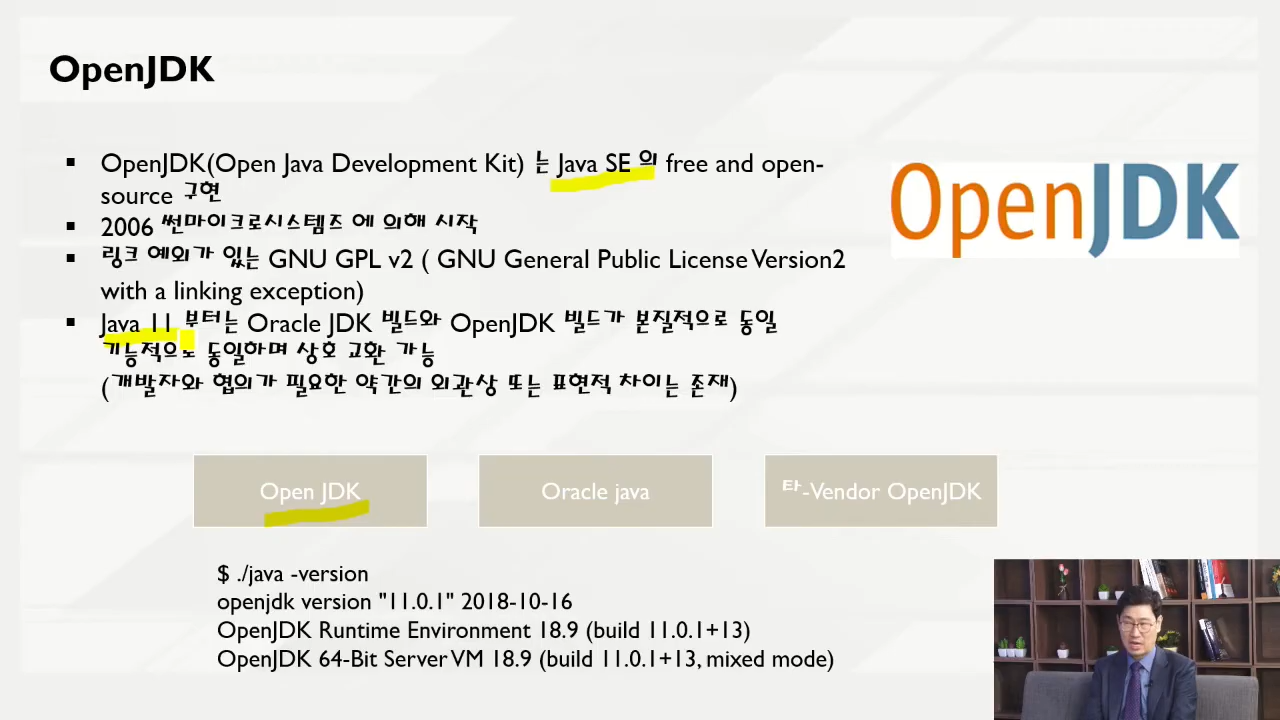 OpenJDK
▪ OpenJDK(Open Java Development Kit) 는 Java SE 의 free and open-
source 구현
▪ 2006 썬마이크로시스템즈 에 의해 시작
▪ 링크 예외가 있는 GNU GPL v2 ( GNU General Public License Version2
with a linking exception)
▪ Java 11 부터는 Oracle JDK 빌드와 OpenJDK 빌드가 본질적으로 동일
기능적으로 동일하며 상호 교환 가능
(개발자와 협의가 필요한 약간의 외관상 또는 표현적 차이는 존재)
OpenJDK
Open JDK
Oracle java
타-Vendor OpenJDK
$ ./java -version
openjdk version "11.0.1" 2018-10-16
OpenJDK Runtime Environment 18.9 (build 11.0.1+13)
OpenJDK 64-Bit Server VM 18.9 (build 11.0.1+13, mixed mode)